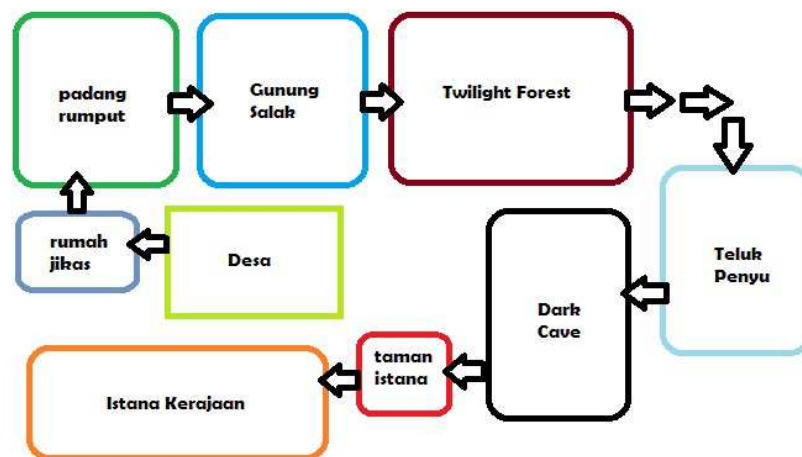 padang
rumput
Gunung
Salak
Twilight Forest
Teluk
Penyu
rumah
jikas
Desa
Dark
Cave
taman
istana
Istana Kerajaan